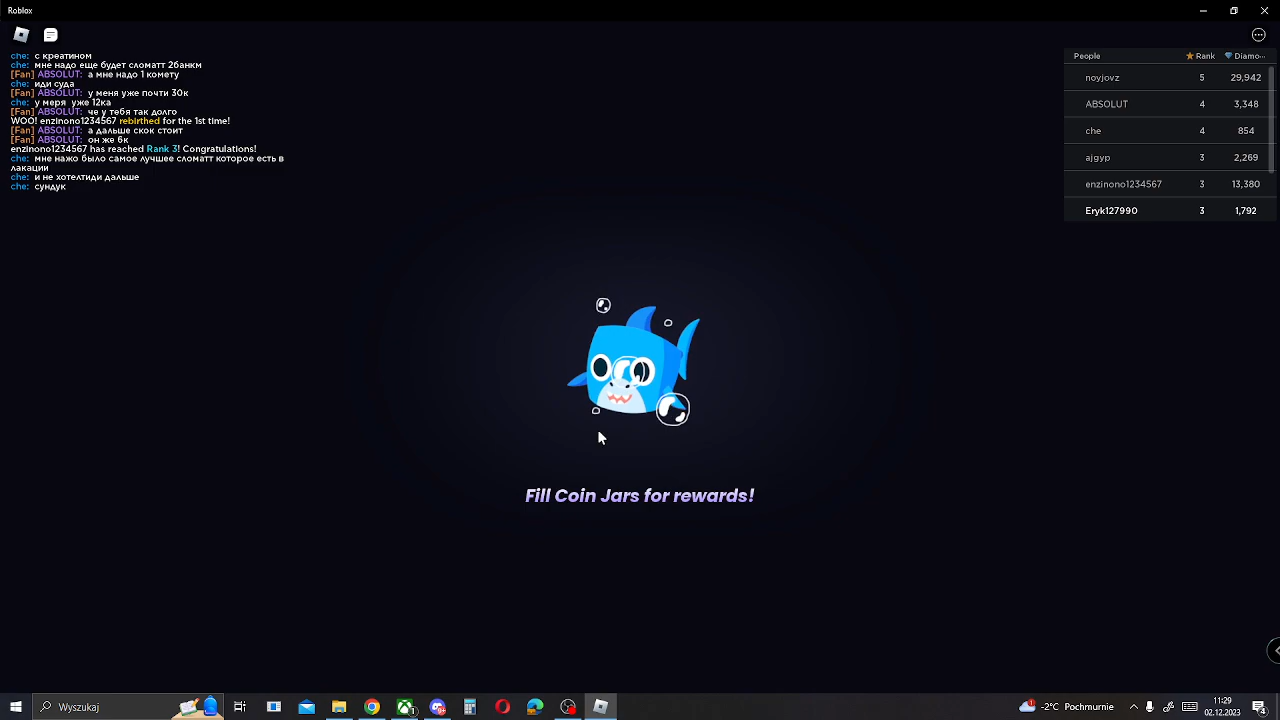 Roblox
che: с креатином
che: мне надо еще будет сломатт 2банкм
[Fan] ABSOLUT: а мне надо 1 комету
che: иди суда
[Fan] ABSOLUT: у меня уже почти 30к
che: у меря уже 12ка
[Fan] ABSOLUT: че у тебя так долго
WOO! enzinono1234567 rebirthed for the 1st time!
[Fan] ABSOLUT: а дальше скок стоит
[Fan] ABSOLUT: он же 6к
enzinono1234567 has reached Rank 3! Congratulations!
che: мне нажо было самое лучшее сломатт которое есть в
лакации
che: и не хотелтиди дальше
che: сундук
People Rank Diamo...
noyjovz 5 29,942
ABSOLUT 4 3,348
che 4 854
ajgyp 3 2,269
enzinono1234567 3 13,380
Eryk127990 3 1,792
Fill Coin Jars for rewards!
Wyszukaj
-2°C Pochmurnie
11:29
02.12.2023